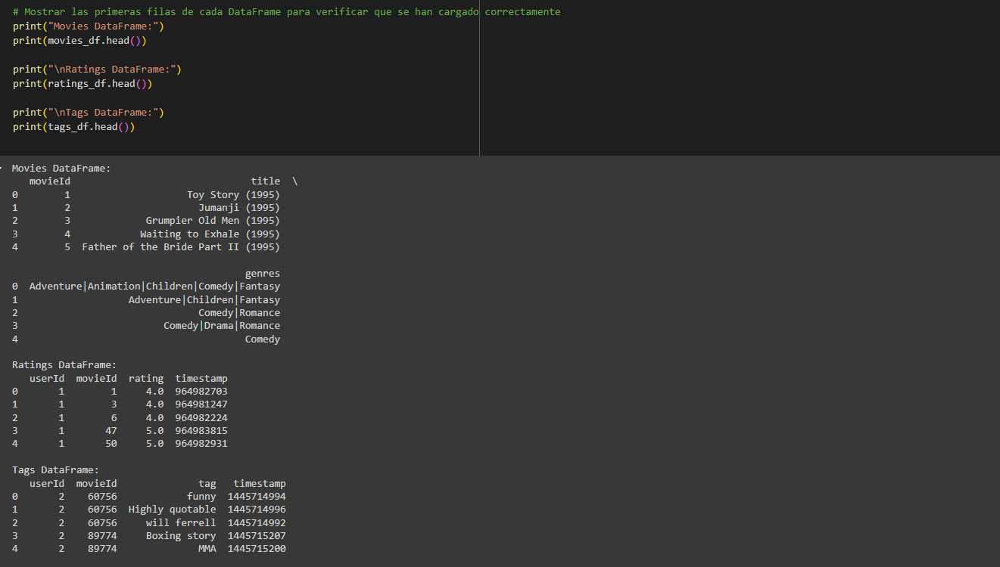 # Mostrar las primeras filas de cada DataFrame para verificar que se han cargado correctamente
print("Movies DataFrame:")
print(movies_df.head())
print("\nRatings DataFrame:")
print(ratings_df.head())
print("\nTags DataFrame:")
print(tags_df.head())
Movies DataFrame:
   movieId                               title  \
0        1                    Toy Story (1995)
1        2                      Jumanji (1995)
2        3             Grumpier Old Men (1995)
3        4            Waiting to Exhale (1995)
4        5  Father of the Bride Part II (1995)
                                        genres
0  Adventure|Animation|Children|Comedy|Fantasy
1                   Adventure|Children|Fantasy
2                               Comedy|Romance
3                         Comedy|Drama|Romance
4                                       Comedy
Ratings DataFrame:
   userId  movieId  rating  timestamp
0       1        1     4.0  964982703
1       1        3     4.0  964981247
2       1        6     4.0  964982224
3       1       47     5.0  964983815
4       1       50     5.0  964982931
Tags DataFrame:
   userId  movieId              tag   timestamp
0       2    60756            funny  1445714994
1       2    60756  Highly quotable  1445714996
2       2    60756     will ferrell  1445714992
3       2    89774     Boxing story  1445715207
4       2    89774              MMA  1445715200